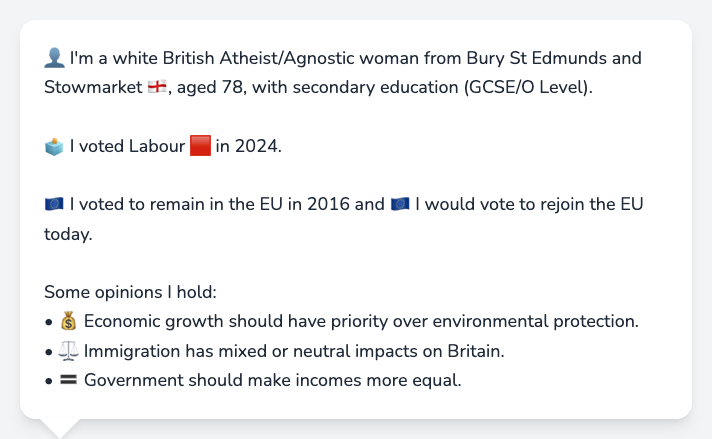 👤 I'm a white British Atheist/Agnostic woman from Bury St Edmunds and
Stowmarket 🏴󠁧󠁢󠁥󠁮󠁧󠁿, aged 78, with secondary education (GCSE/O Level).
🗳️ I voted Labour 🟥 in 2024.
🇪🇺 I voted to remain in the EU in 2016 and 🇪🇺 I would vote to rejoin the EU
today.
Some opinions I hold:
• 💰 Economic growth should have priority over environmental protection.
• ⚖️ Immigration has mixed or neutral impacts on Britain.
• 🟰 Government should make incomes more equal.